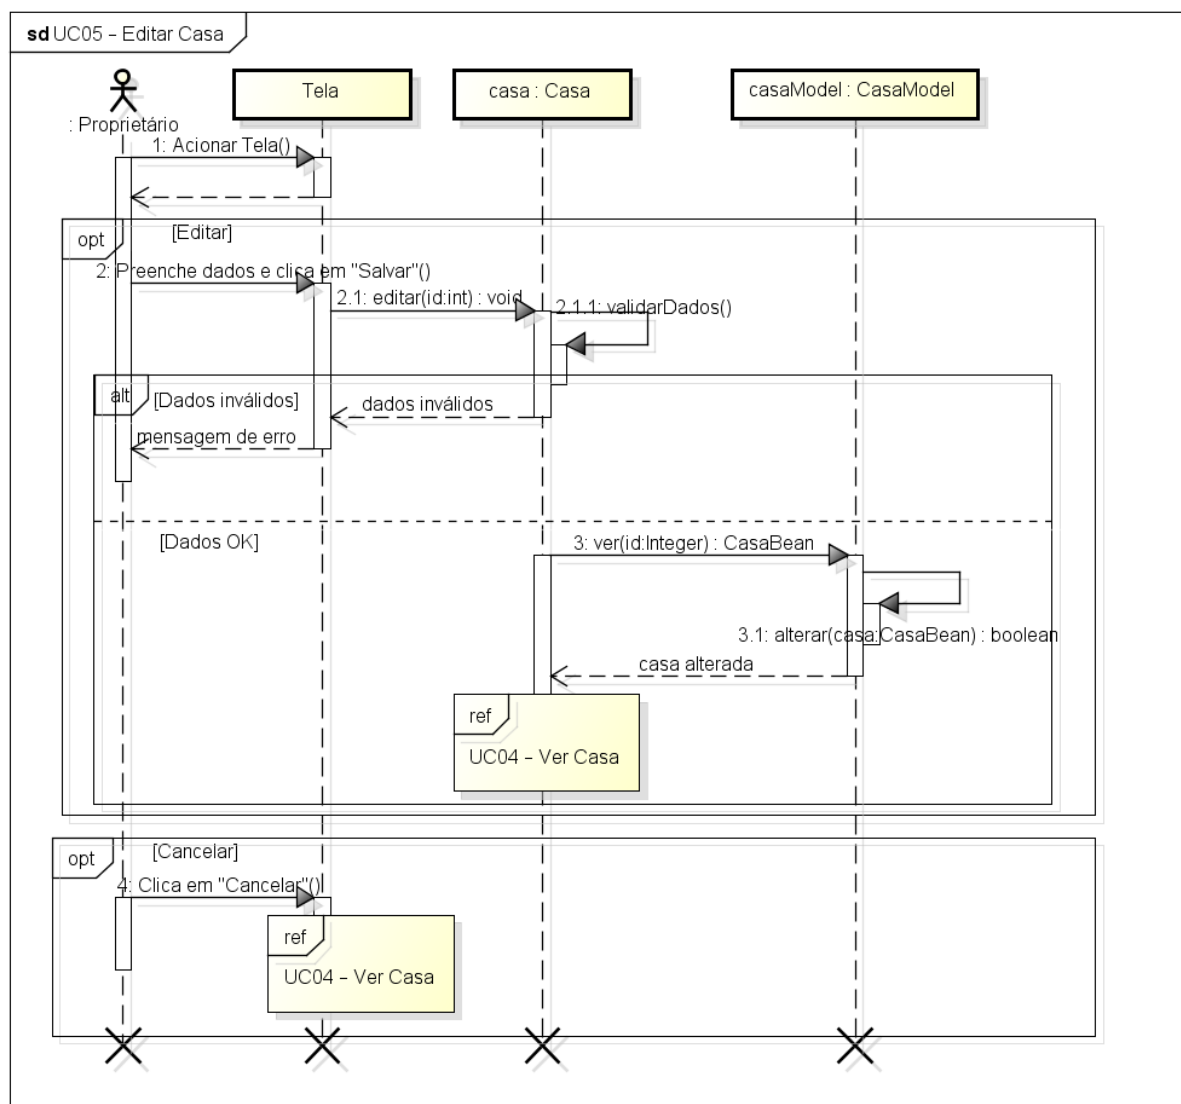 sd UC05 – Editar Casa
Tela
casa : Casa
casaModel : CasaModel
: Proprietário
1: Acionar Tela()
opt
[Editar]
2: Preenche dados e clica em "Salvar"()
2.1: editar(id:int) : void
2.1.1: validarDados()
alt
[Dados inválidos]
dados inválidos
mensagem de erro
[Dados OK]
3: ver(id:Integer) : CasaBean
3.1: alterar(casa:CasaBean) : boolean
casa alterada
ref
UC04 – Ver Casa
opt
[Cancelar]
4: Clica em "Cancelar"()
ref
UC04 – Ver Casa